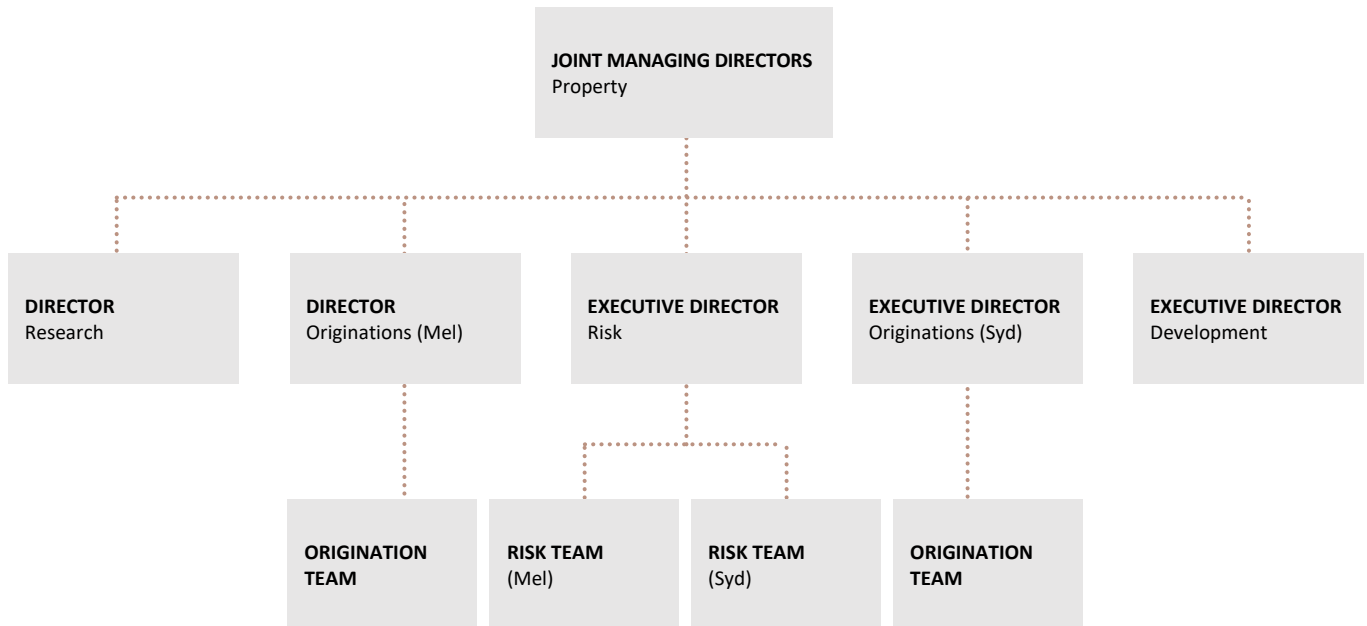 JOINT MANAGING DIRECTORS
Property
DIRECTOR
Research
DIRECTOR
Originations (Mel)
EXECUTIVE DIRECTOR
Risk
EXECUTIVE DIRECTOR
Originations (Syd)
EXECUTIVE DIRECTOR
Development
ORIGINATION
TEAM
RISK TEAM
(Mel)
RISK TEAM
(Syd)
ORIGINATION
TEAM